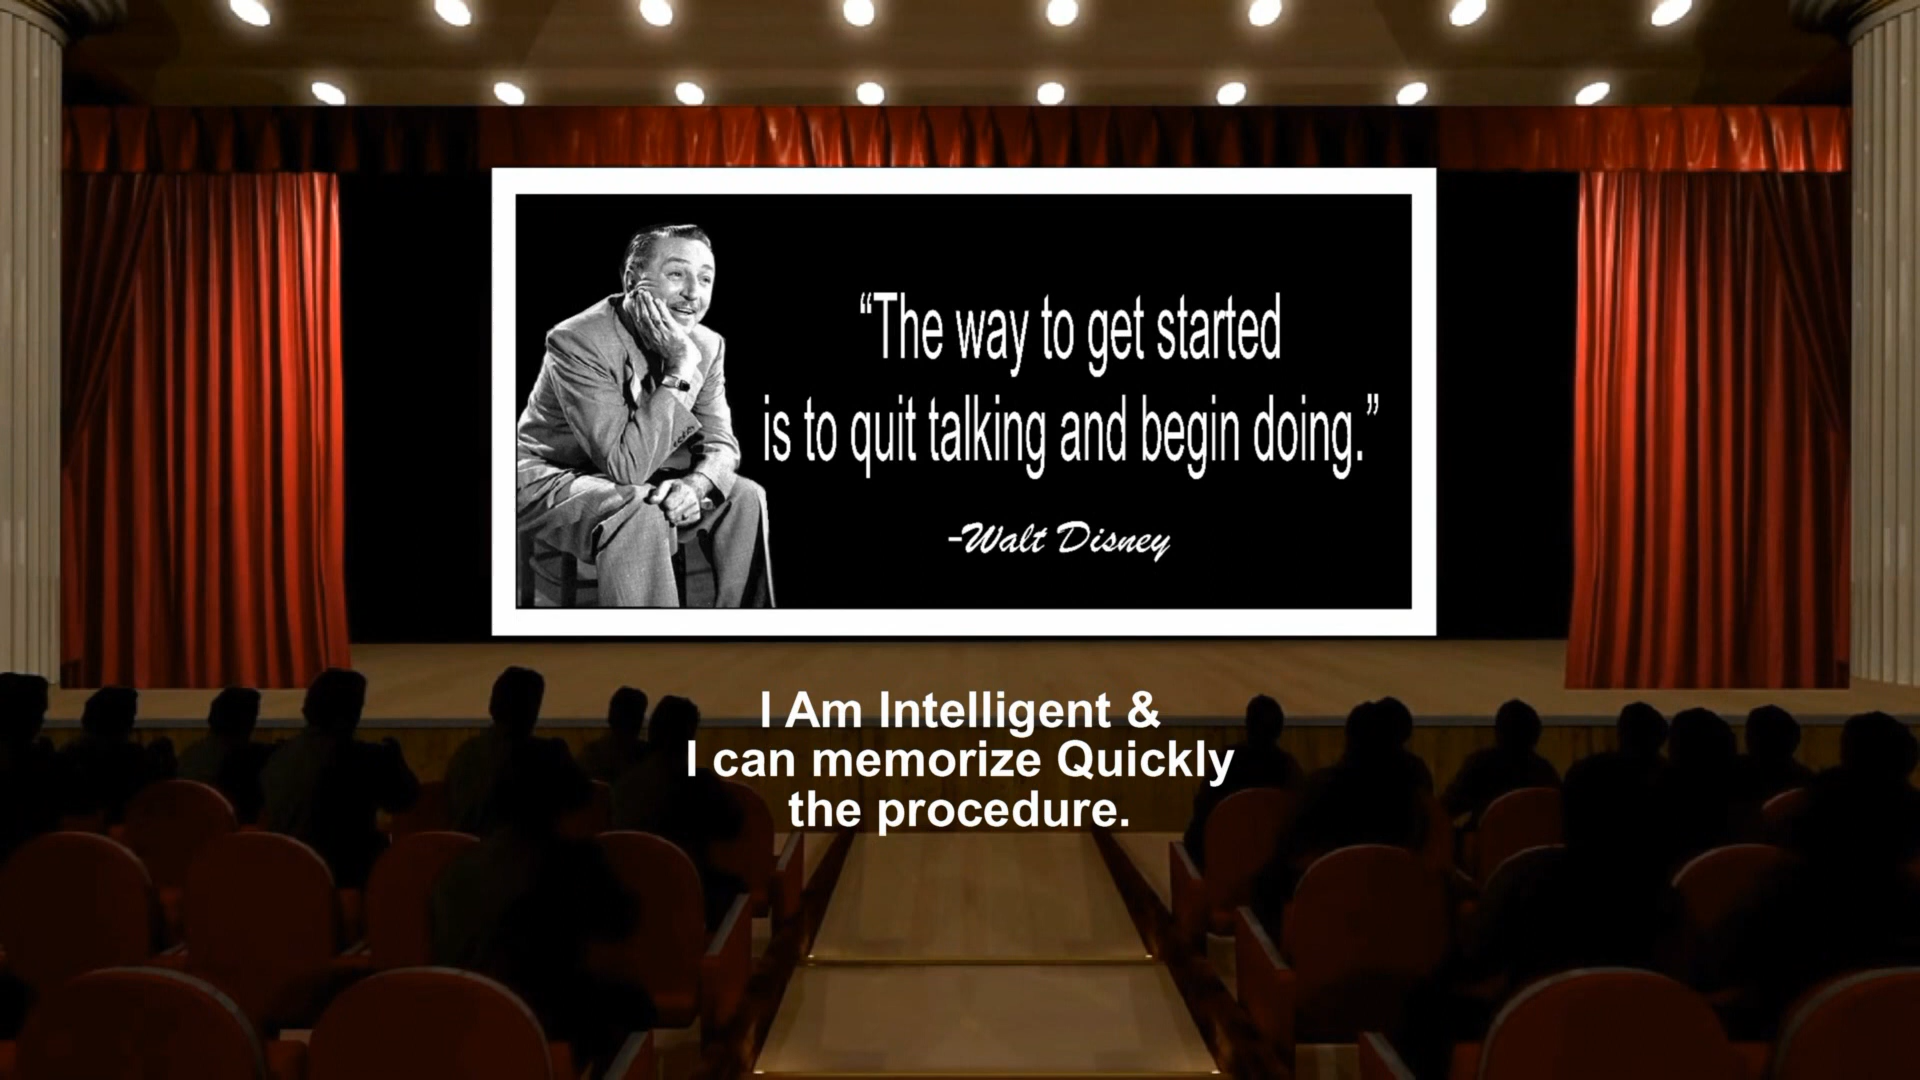 “The way to get started
is to quit talking and begin doing.”
-Walt Disney
I Am Intelligent &
I can memorize Quickly
the procedure.